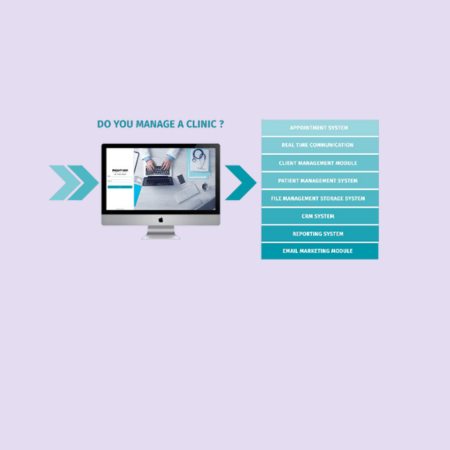 DO YOU MANAGE A CLINIC ?
APPOINTMENT SYSTEM
REAL TIME COMMUNICATION
CLIENT MANAGEMENT MODULE
PATIENT MANAGEMENT SYSTEM
FILE MANAGEMENT STORAGE SYSTEM
CRM SYSTEM
REPORTING SYSTEM
EMAIL MARKETING MODULE